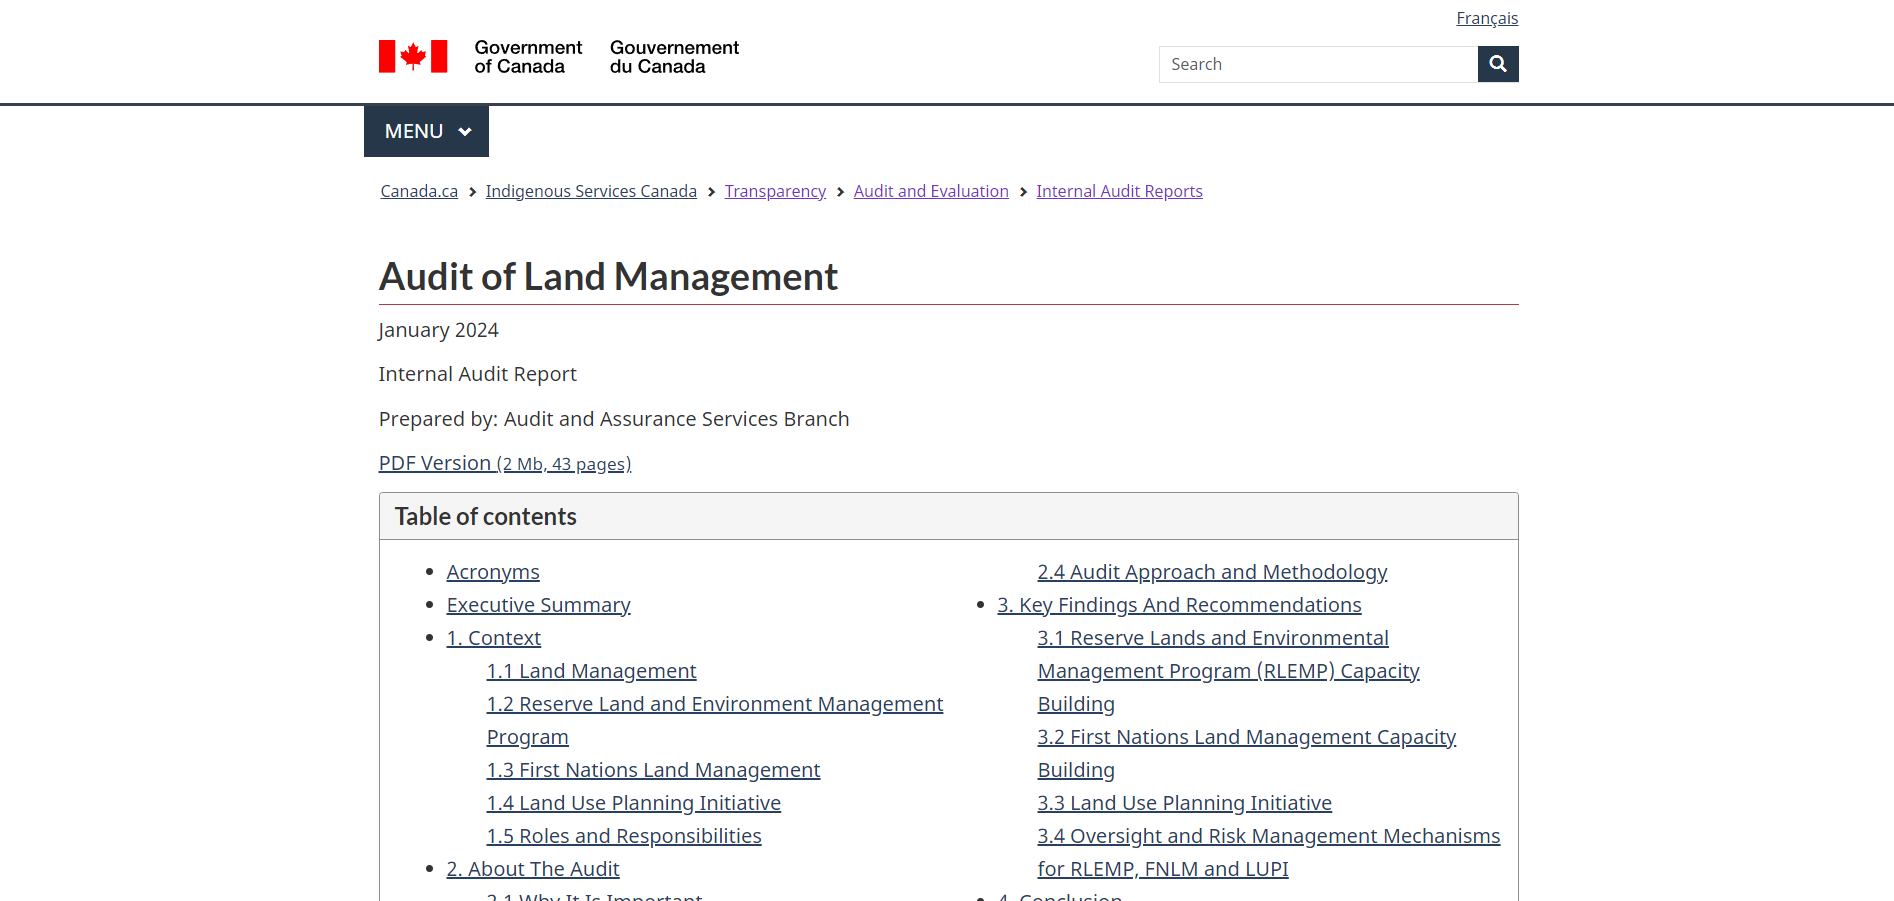 Français
Government
of Canada
Gouvernement
du Canada
Search
MENU
Canada.ca
Indigenous Services Canada
Transparency
Audit and Evaluation
Internal Audit Reports
Audit of Land Management
January 2024
Internal Audit Report
Prepared by: Audit and Assurance Services Branch
PDF Version (2 Mb, 43 pages)
Table of contents
Acronyms
Executive Summary
1. Context
1.1 Land Management
1.2 Reserve Land and Environment Management
Program
1.3 First Nations Land Management
1.4 Land Use Planning Initiative
1.5 Roles and Responsibilities
2. About The Audit
2.1 Why It Is Important
2.4 Audit Approach and Methodology
3. Key Findings And Recommendations
3.1 Reserve Lands and Environmental
Management Program (RLEMP) Capacity
Building
3.2 First Nations Land Management Capacity
Building
3.3 Land Use Planning Initiative
3.4 Oversight and Risk Management Mechanisms
for RLEMP, FNLM and LUPI
4. Conclusion